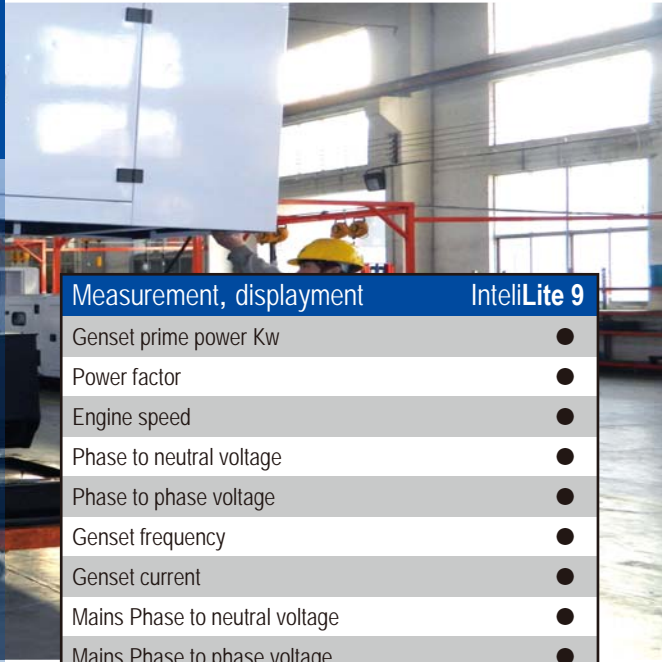 Measurement, displayment InteliLite 9
Genset prime power Kw ●
Power factor ●
Engine speed ●
Phase to neutral voltage ●
Phase to phase voltage ●
Genset frequency ●
Genset current ●
Mains Phase to neutral voltage ●
Mains Phase to phase voltage ●